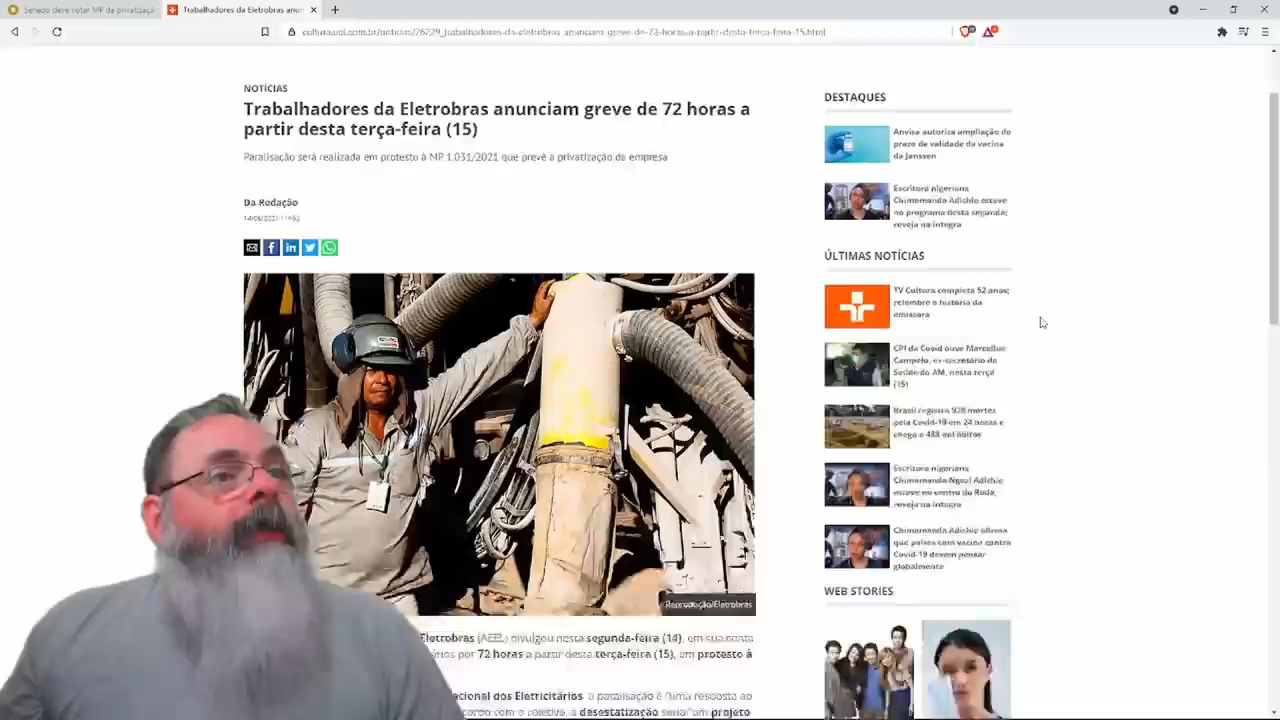 Senado deve votar MP da privatizaçã
Trabalhadores da Eletrobras anun
cultura.uol.com.br/noticias/26229_trabalhadores-da-eletrobras-anunciam-greve-de-72-horas-a-partir-desta-terca-feira-15.html
NOTÍCIAS
Trabalhadores da Eletrobras anunciam greve de 72 horas a
partir desta terça-feira (15)
Paralisação será realizada em protesto à MP 1.031/2021 que prevê a privatização da empresa
Da Redação
Reprodução/Eletrobras
Eletrobras (AEEL) divulgou nesta segunda-feira (14), em sua conta
ários por 72 horas a partir desta terça-feira (15), em protesto à
acional dos Eletricitários a paralisação é "uma resposta ao
com o coletivo, a desestatização seria "um projeto
DESTAQUES
Anvisa autoriza ampliação do
prazo de validade da vacina
da Janssen
Escritora nigeriana
Chimamanda Adichie esteve
no programa desta segunda;
reveja na íntegra
ÚLTIMAS NOTÍCIAS
TV Cultura completa 52 anos;
relembre a história da
emissora
CPI da Covid ouve Marcellus
Campelo, ex-secretário de
Saúde do AM, nesta terça
(15)
Brasil registra 928 mortes
pela Covid-19 em 24 horas e
chega a 488 mil óbitos
Escritora nigeriana
Chimamanda Ngozi Adichie
esteve no centro do Roda;
reveja na íntegra
Chimamanda Adichie afirma
que países com vacina contra
Covid-19 devem pensar
globalmente
WEB STORIES